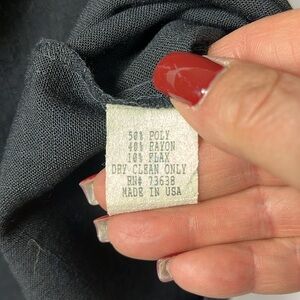 50% POLY
40% RAYON
10% FLAX
DRY CLEAN ONLY
RN# 73638
MADE IN USA